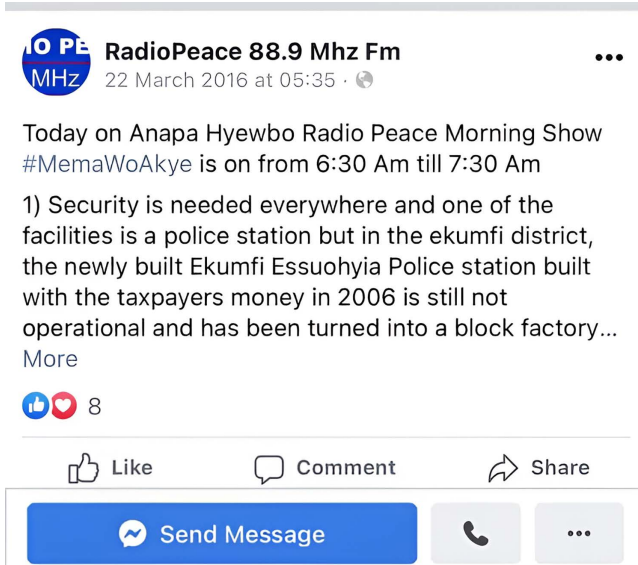 IO PE
MHz
RadioPeace 88.9 Mhz Fm
22 March 2016 at 05:35 ·
Today on Anapa Hyewbo Radio Peace Morning Show
#MemaWoAkye is on from 6:30 Am till 7:30 Am
1) Security is needed everywhere and one of the
facilities is a police station but in the ekumfi district,
the newly built Ekumfi Essuohyia Police station built
with the taxpayers money in 2006 is still not
operational and has been turned into a block factory...
More
8
Like Comment Share
Send Message